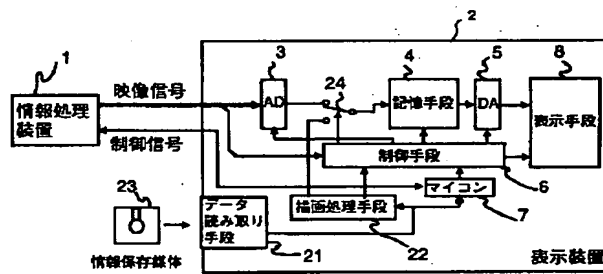 2
1
3
4
5
8
映像信号
24
情報処理
装置
AD
記憶手段
DA
表示手段
制御信号
制御手段
6
23
データ
読み取り
手段
描画処理手段
マイコン
7
情報保存媒体
21
22
表示装置